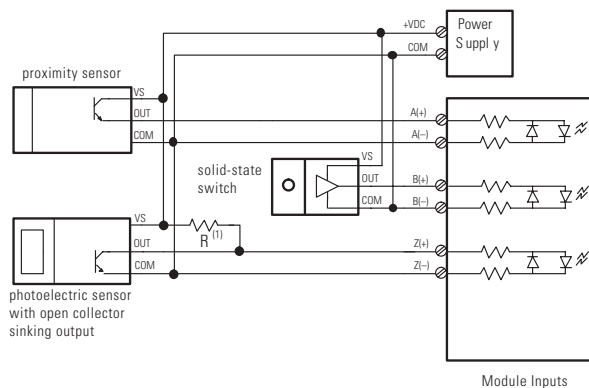 +VDC
Power
S uppl y
COM
proximity sensor
VS
OUT
A(+)
COM
A(−)
solid-state
switch
VS
OUT
B(+)
COM
B(−)
VS
R(1)
OUT
Z(+)
COM
Z(−)
photoelectric sensor
with open collector
sinking output
Module Inputs